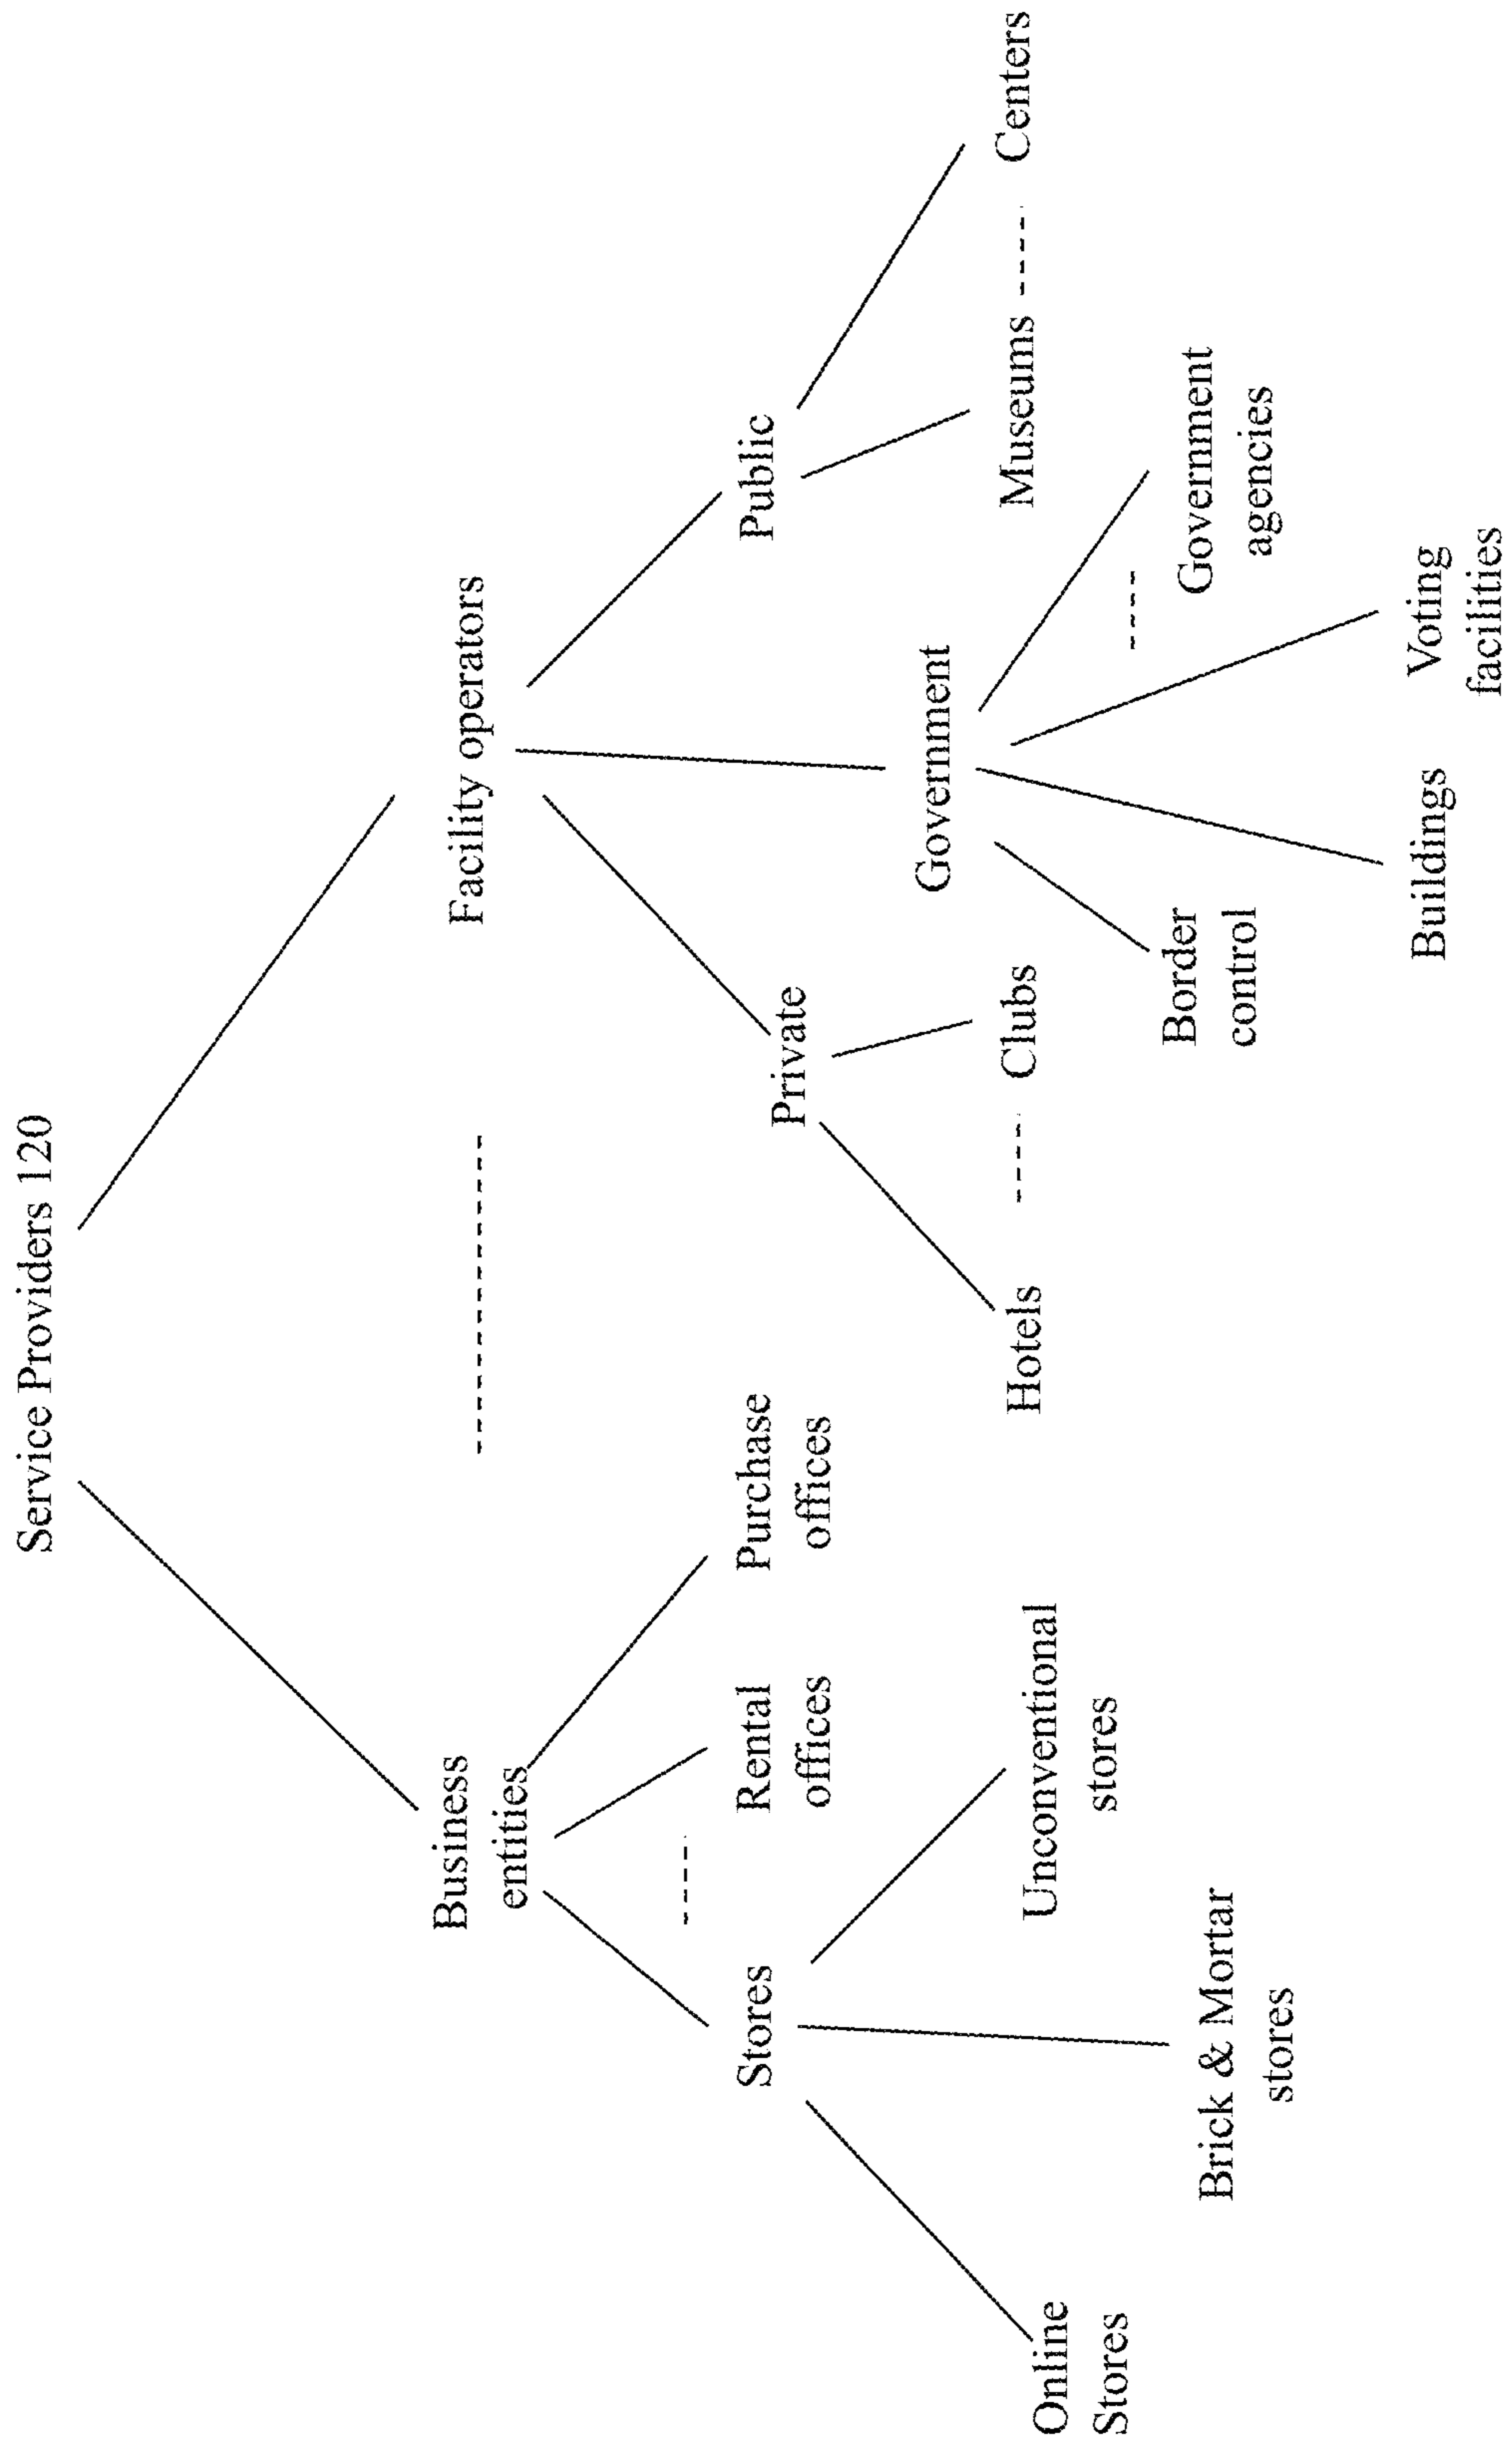 Service Providers 120
Business
entities
Facility operators
Stores
Rental
offices
Purchase
offices
Private
Public
Government
Online
Stores
Unconventional
stores
Brick & Mortar
stores
Hotels
Clubs
Museums
Centers
Border
control
Government
agencies
Buildings
Voting
facilities